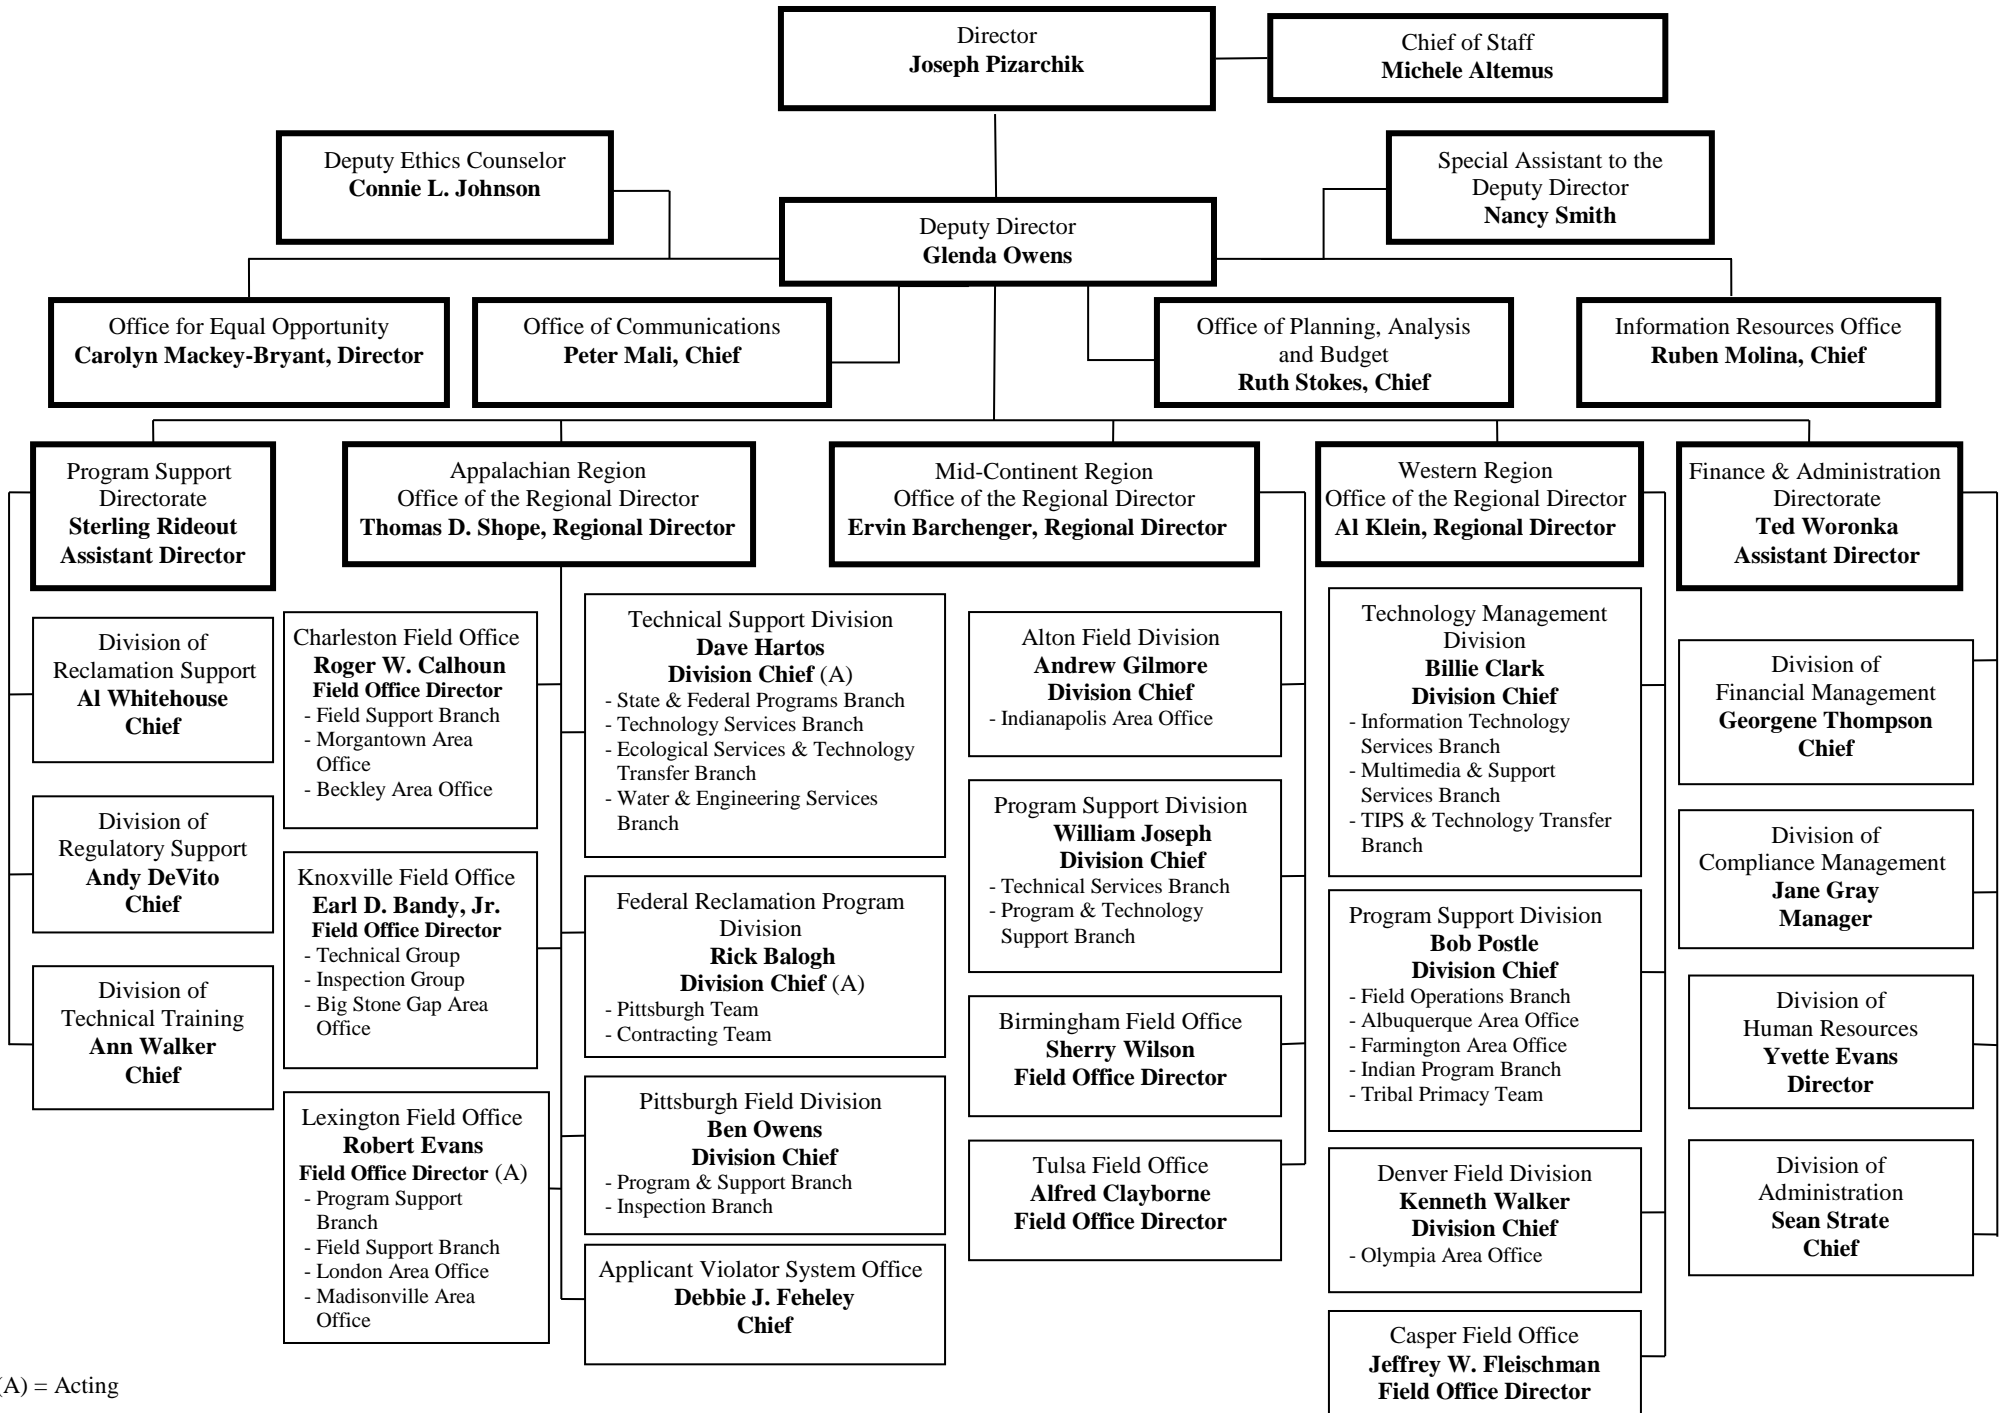 Director
Joseph Pizarchik
Chief of Staff
Michele Altemus
Deputy Ethics Counselor
Connie L. Johnson
Special Assistant to the
Deputy Director
Nancy Smith
Deputy Director
Glenda Owens
Office for Equal Opportunity
Carolyn Mackey-Bryant, Director
Office of Communications
Peter Mali, Chief
Office of Planning, Analysis
and Budget
Ruth Stokes, Chief
Information Resources Office
Ruben Molina, Chief
Program Support
Directorate
Sterling Rideout
Assistant Director
Appalachian Region
Office of the Regional Director
Thomas D. Shope, Regional Director
Mid-Continent Region
Office of the Regional Director
Ervin Barchenger, Regional Director
Western Region
Office of the Regional Director
Al Klein, Regional Director
Finance & Administration
Directorate
Ted Woronka
Assistant Director
Division of
Reclamation Support
Al Whitehouse
Chief
Division of
Regulatory Support
Andy DeVito
Chief
Division of
Technical Training
Ann Walker
Chief
Charleston Field Office
Roger W. Calhoun
Field Office Director
- Field Support Branch
- Morgantown Area
Office
- Beckley Area Office
Knoxville Field Office
Earl D. Bandy, Jr.
Field Office Director
- Technical Group
- Inspection Group
- Big Stone Gap Area
Office
Lexington Field Office
Robert Evans
Field Office Director (A)
- Program Support
Branch
- Field Support Branch
- London Area Office
- Madisonville Area
Office
Technical Support Division
Dave Hartos
Division Chief (A)
- State & Federal Programs Branch
- Technology Services Branch
- Ecological Services & Technology
Transfer Branch
- Water & Engineering Services
Branch
Federal Reclamation Program
Division
Rick Balogh
Division Chief (A)
- Pittsburgh Team
- Contracting Team
Pittsburgh Field Division
Ben Owens
Division Chief
- Program & Support Branch
- Inspection Branch
Applicant Violator System Office
Debbie J. Feheley
Chief
Alton Field Division
Andrew Gilmore
Division Chief
- Indianapolis Area Office
Program Support Division
William Joseph
Division Chief
- Technical Services Branch
- Program & Technology
Support Branch
Birmingham Field Office
Sherry Wilson
Field Office Director
Tulsa Field Office
Alfred Clayborne
Field Office Director
Technology Management
Division
Billie Clark
Division Chief
- Information Technology
Services Branch
- Multimedia & Support
Services Branch
- TIPS & Technology Transfer
Branch
Program Support Division
Bob Postle
Division Chief
- Field Operations Branch
- Albuquerque Area Office
- Farmington Area Office
- Indian Program Branch
- Tribal Primacy Team
Denver Field Division
Kenneth Walker
Division Chief
- Olympia Area Office
Casper Field Office
Jeffrey W. Fleischman
Field Office Director
Division of
Financial Management
Georgene Thompson
Chief
Division of
Compliance Management
Jane Gray
Manager
Division of
Human Resources
Yvette Evans
Director
Division of
Administration
Sean Strate
Chief
(A) = Acting